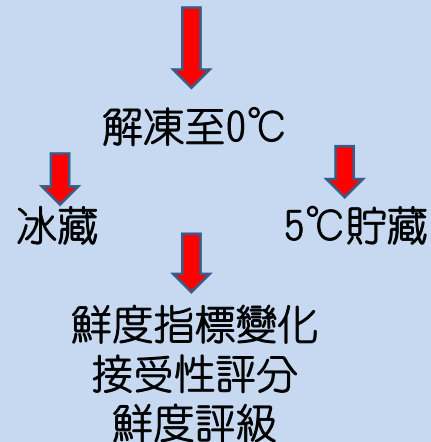 解凍至0℃
冰藏
5℃貯藏
鮮度指標變化
接受性評分
鮮度評級